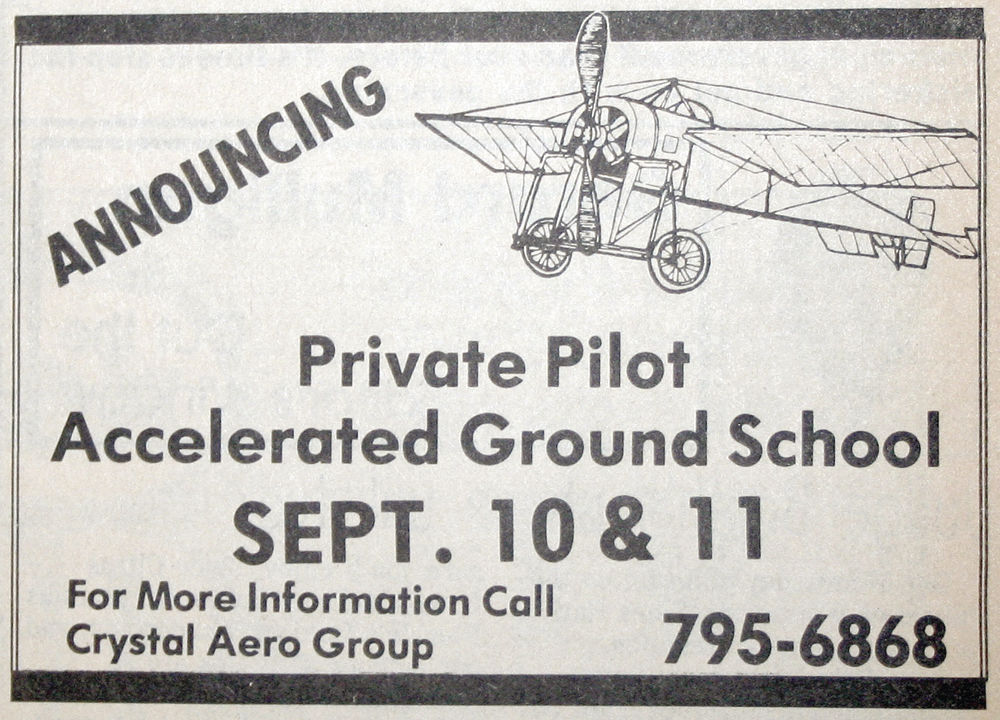 ANNOUNCING
Private Pilot
Accelerated Ground School
SEPT. 10 & 11
For More Information Call
Crystal Aero Group
795-6868